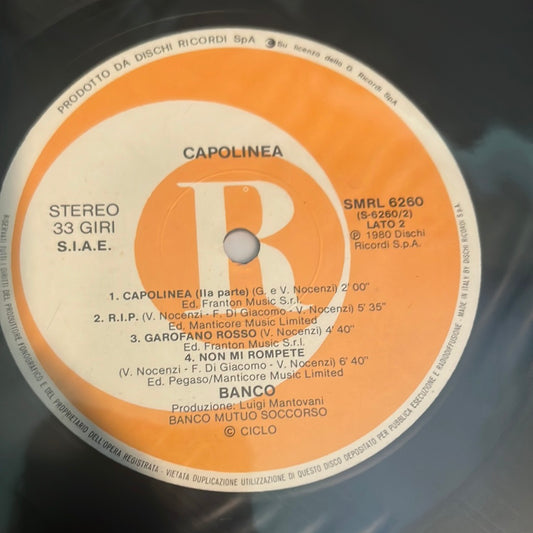 PRODOTTO DA DISCHI RICORDI SpA Su licenza della G. Ricordi SpA
CAPOLINEA
R
STEREO
33 GIRI
S.I.A.E.
SMRL 6260
(S-6260/2)
LATO 2
Ⓟ 1980 Dischi
Ricordi S.p.A.
1. CAPOLINEA (IIa parte) (G. e V. Nocenzi) 2' 00"
Ed. Franton Music S.r.l.
2. R.I.P. (V. Nocenzi - F. Di Giacomo - V. Nocenzi) 5' 35"
Ed. Manticore Music Limited
3. GAROFANO ROSSO (V. Nocenzi) 4' 40"
Ed. Franton Music S.r.l.
4. NON MI ROMPETE
(V. Nocenzi - F. Di Giacomo - V. Nocenzi) 6' 40"
Ed. Pegaso/Manticore Music Limited
BANCO
Produzione: Luigi Mantovani
BANCO MUTUO SOCCORSO
© CICLO
RISERVATI TUTTI I DIRITTI DEL PRODUTTORE FONOGRAFICO E DEL PROPRIETARIO DELL'OPERA REGISTRATA - VIETATA DUPLICAZIONE UTILIZZAZIONE DI QUESTO DISCO DEPOSITATO PER PUBBLICA ESECUZIONE E RADIODIFFUSIONE - MADE IN ITALY BY DISCHI RICORDI S.P.A.